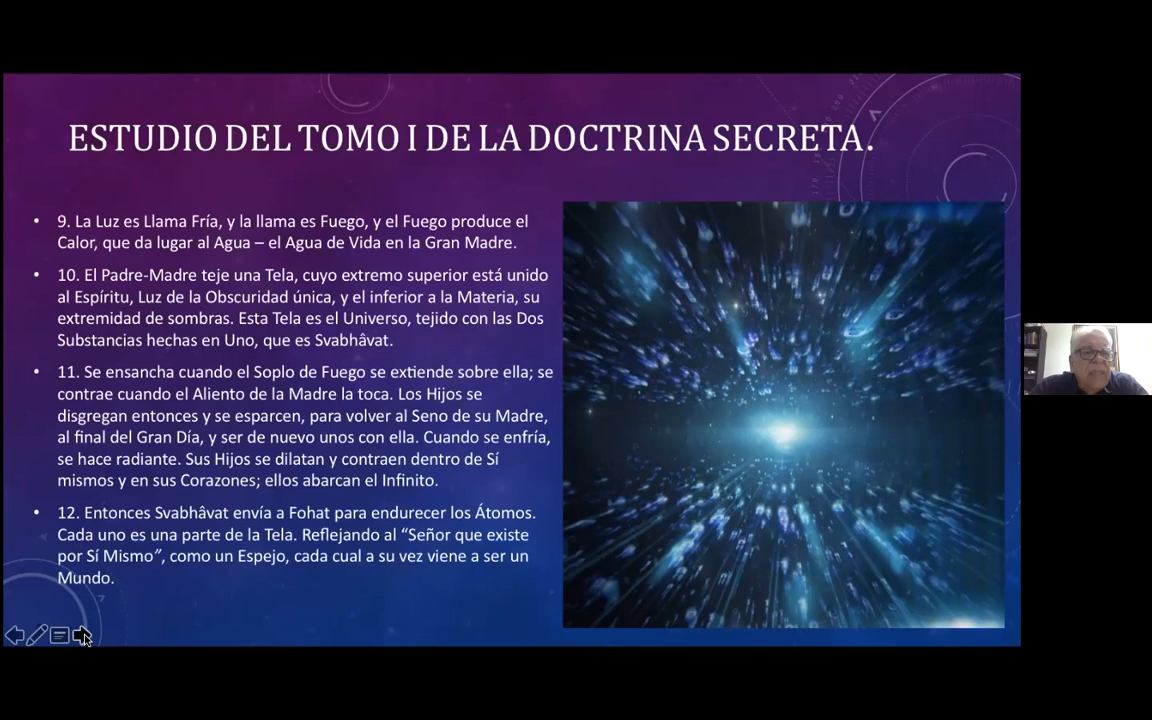 ESTUDIO DEL TOMO I DE LA DOCTRINA SECRETA.
• 9. La Luz es Llama Fría, y la llama es Fuego, y el Fuego produce el
Calor, que da lugar al Agua – el Agua de Vida en la Gran Madre.
• 10. El Padre-Madre teje una Tela, cuyo extremo superior está unido
al Espíritu, Luz de la Obscuridad única, y el inferior a la Materia, su
extremidad de sombras. Esta Tela es el Universo, tejido con las Dos
Substancias hechas en Uno, que es Svabhâvat.
• 11. Se ensancha cuando el Soplo de Fuego se extiende sobre ella; se
contrae cuando el Aliento de la Madre la toca. Los Hijos se
disgregan entonces y se esparcen, para volver al Seno de su Madre,
al final del Gran Día, y ser de nuevo unos con ella. Cuando se enfría,
se hace radiante. Sus Hijos se dilatan y contraen dentro de Sí
mismos y en sus Corazones; ellos abarcan el Infinito.
• 12. Entonces Svabhâvat envía a Fohat para endurecer los Átomos.
Cada uno es una parte de la Tela. Reflejando al “Señor que existe
por Sí Mismo”, como un Espejo, cada cual a su vez viene a ser un
Mundo.